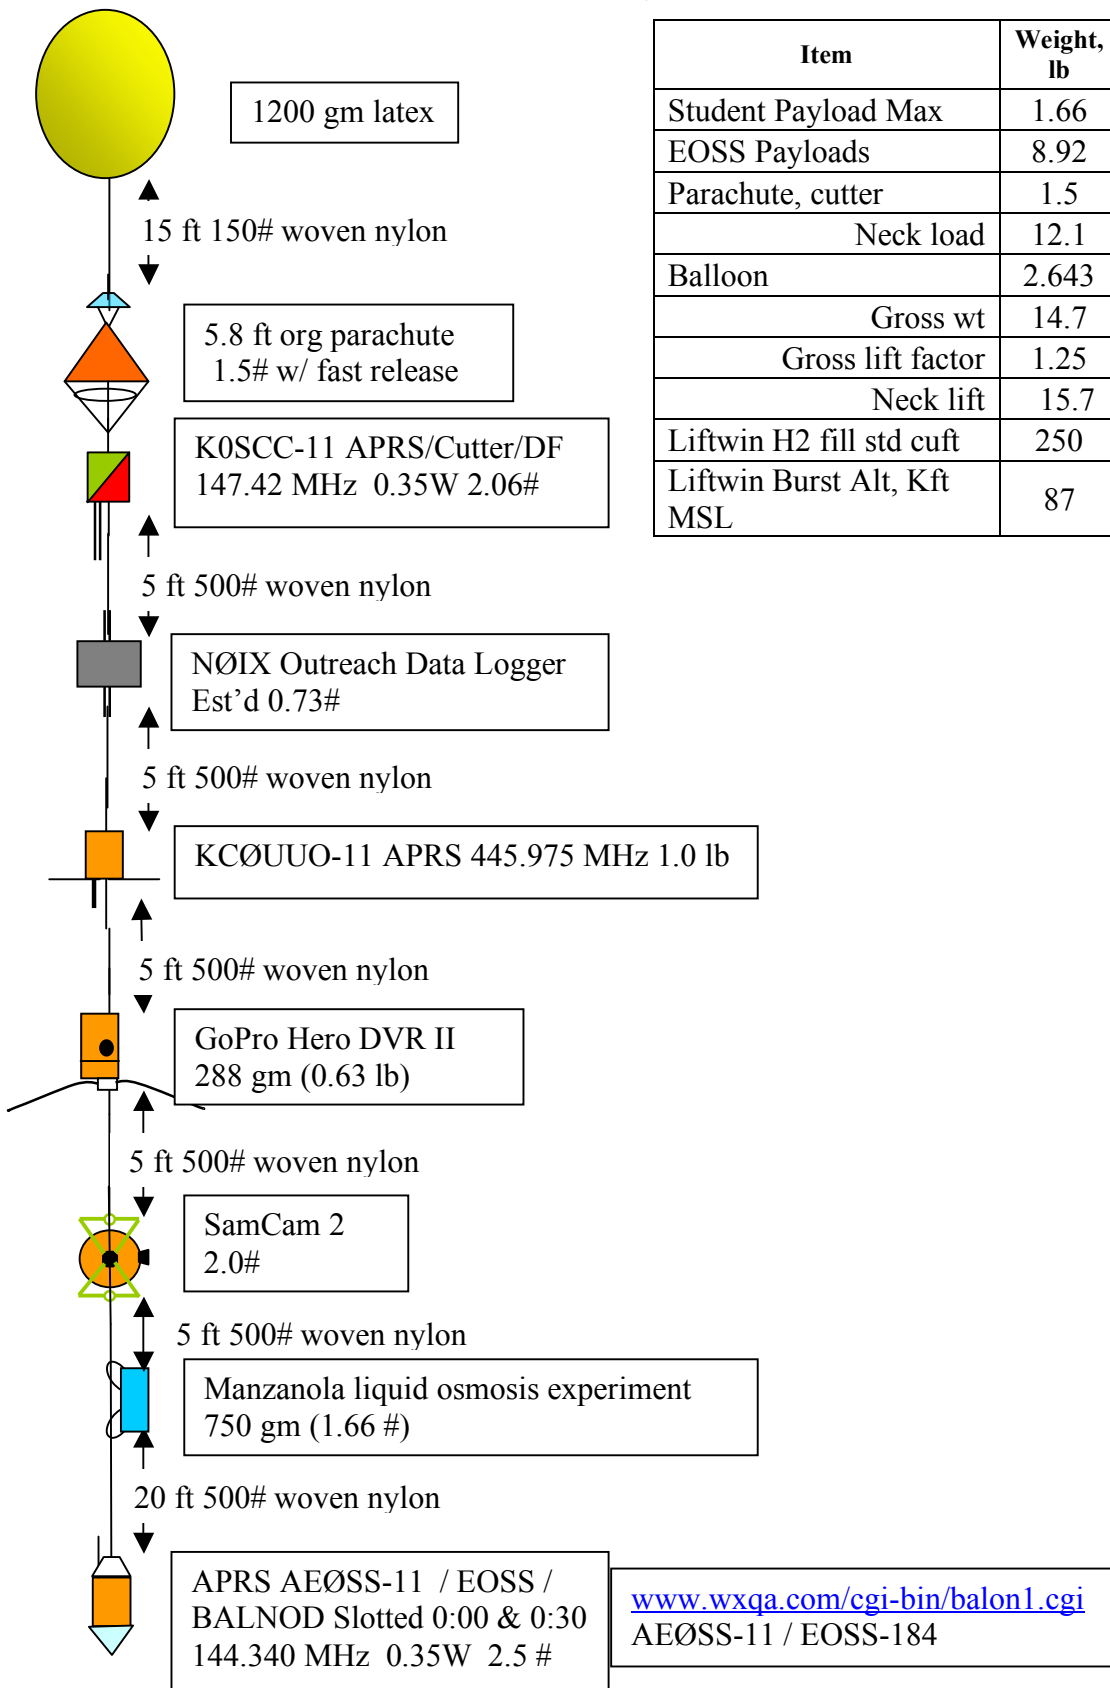 1200 gm latex
15 ft 150# woven nylon
5.8 ft org parachute
1.5# w/ fast release
K0SCC-11 APRS/Cutter/DF
147.42 MHz 0.35W 2.06#
5 ft 500# woven nylon
NØIX Outreach Data Logger
Est’d 0.73#
5 ft 500# woven nylon
KCØUUO-11 APRS 445.975 MHz 1.0 lb
5 ft 500# woven nylon
GoPro Hero DVR II
288 gm (0.63 lb)
5 ft 500# woven nylon
SamCam 2
2.0#
5 ft 500# woven nylon
Manzanola liquid osmosis experiment
750 gm (1.66 #)
20 ft 500# woven nylon
APRS AEØSS-11 / EOSS /
BALNOD Slotted 0:00 & 0:30
144.340 MHz 0.35W 2.5 #
www.wxqa.com/cgi-bin/balon1.cgi
AEØSS-11 / EOSS-184
Item Weight,
lb
Student Payload Max 1.66
EOSS Payloads 8.92
Parachute, cutter 1.5
Neck load 12.1
Balloon 2.643
Gross wt 14.7
Gross lift factor 1.25
Neck lift 15.7
Liftwin H2 fill std cuft 250
Liftwin Burst Alt, Kft
MSL 87